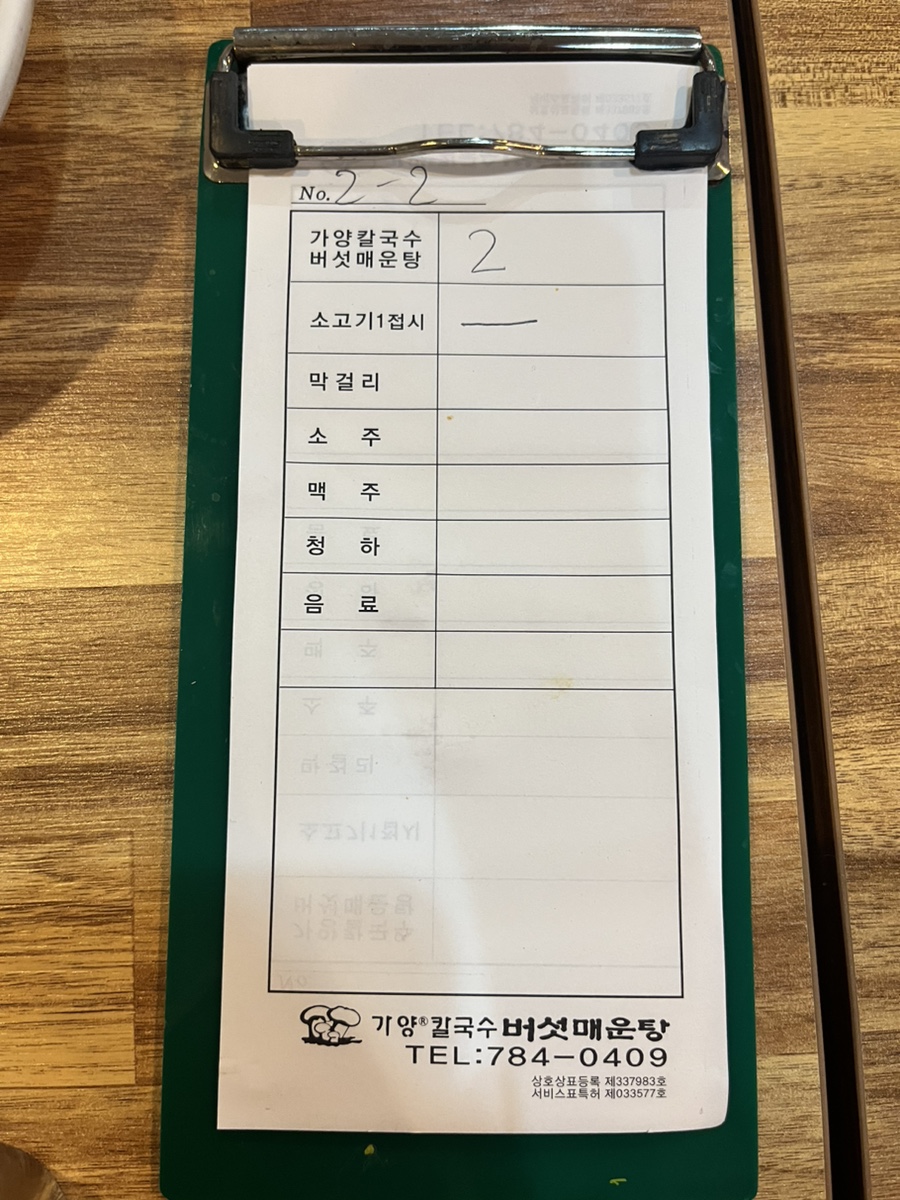 No. 2-2
가양칼국수 2
버섯매운탕
소고기1접시 一
막걸리
소 주
맥 주
청 하
음 료
가양®칼국수 버섯매운탕
TEL:784-0409
상호상표등록 제337983호
서비스표특허 제033577호